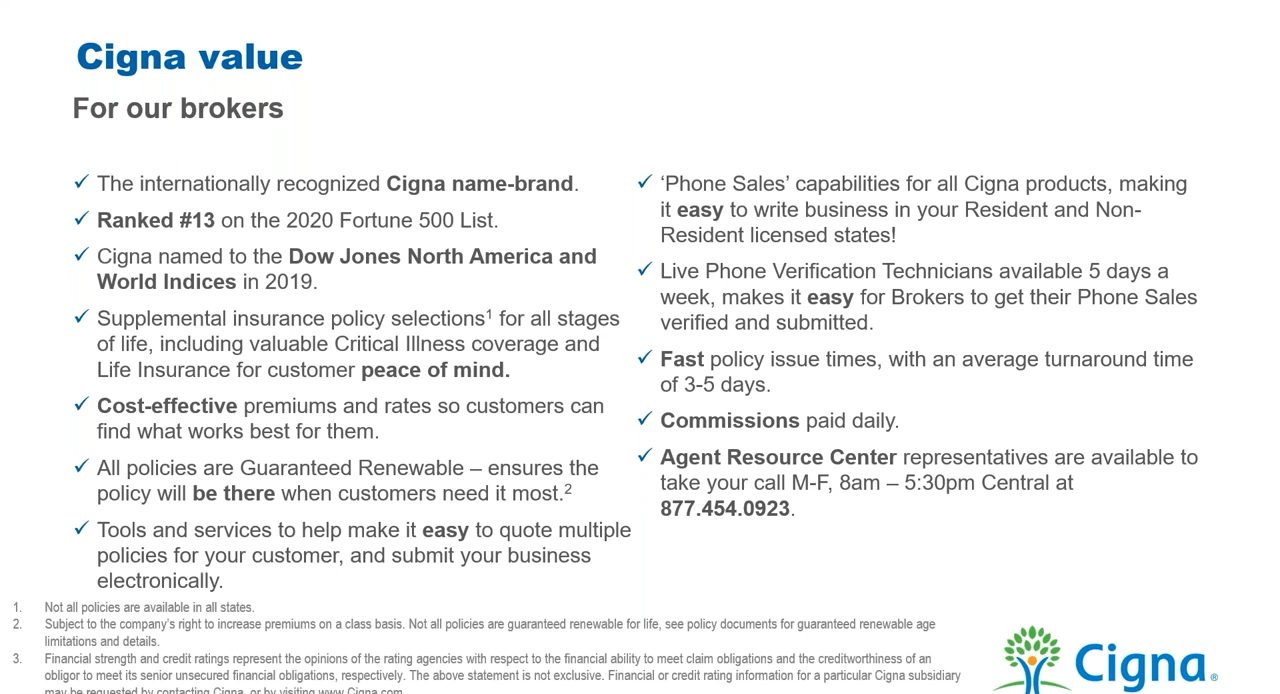 Cigna value
For our brokers
✓ The internationally recognized Cigna name-brand.
✓ Ranked #13 on the 2020 Fortune 500 List.
✓ Cigna named to the Dow Jones North America and
World Indices in 2019.
✓ Supplemental insurance policy selections¹ for all stages
of life, including valuable Critical Illness coverage and
Life Insurance for customer peace of mind.
✓ Cost-effective premiums and rates so customers can
find what works best for them.
✓ All policies are Guaranteed Renewable – ensures the
policy will be there when customers need it most.²
✓ Tools and services to help make it easy to quote multiple
policies for your customer, and submit your business
electronically.
✓ ‘Phone Sales’ capabilities for all Cigna products, making
it easy to write business in your Resident and Non-
Resident licensed states!
✓ Live Phone Verification Technicians available 5 days a
week, makes it easy for Brokers to get their Phone Sales
verified and submitted.
✓ Fast policy issue times, with an average turnaround time
of 3-5 days.
✓ Commissions paid daily.
✓ Agent Resource Center representatives are available to
take your call M-F, 8am – 5:30pm Central at
877.454.0923.
1. Not all policies are available in all states.
2. Subject to the company’s right to increase premiums on a class basis. Not all policies are guaranteed renewable for life, see policy documents for guaranteed renewable age
limitations and details.
3. Financial strength and credit ratings represent the opinions of the rating agencies with respect to the financial ability to meet claim obligations and the creditworthiness of an
obligor to meet its senior unsecured financial obligations, respectively. The above statement is not exclusive. Financial or credit rating information for a particular Cigna subsidiary
may be requested by contacting Cigna, or by visiting www.Cigna.com
Cigna®